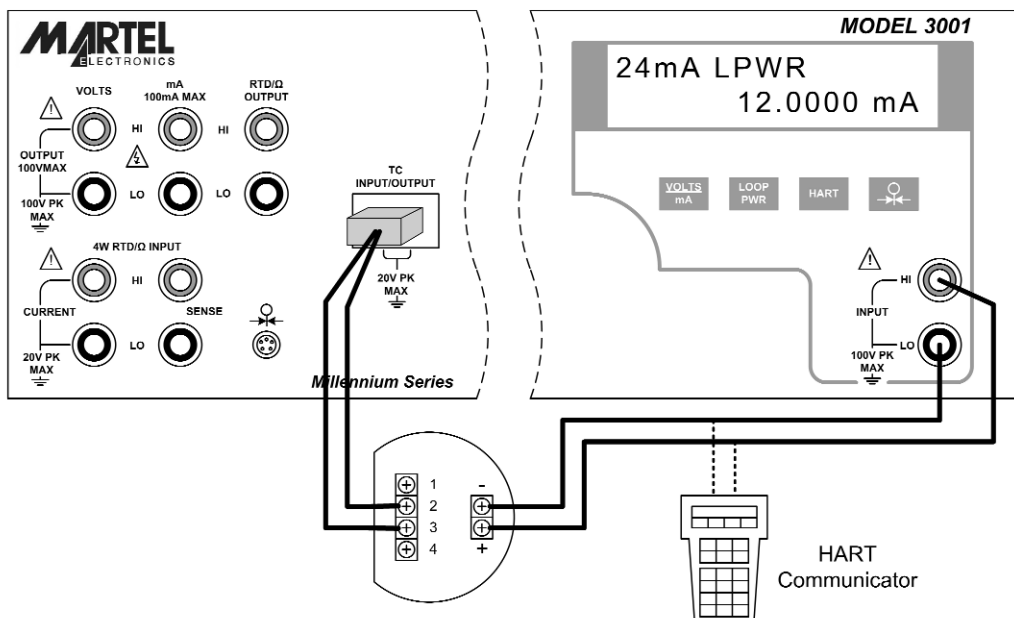 MARTEL
ELECTRONICS
MODEL 3001
24mA LPWR
12.0000 mA
VOLTS
mA
100mA MAX
RTD/Ω
OUTPUT
HI
HI
OUTPUT
100VMAX
LO
LO
100V PK
MAX
TC
INPUT/OUTPUT
20V PK
MAX
VOLTS
mA
LOOP
PWR
HART
4W RTD/Ω INPUT
HI
CURRENT
SENSE
LO
20V PK
MAX
HI
INPUT
LO
100V PK
MAX
Millennium Series
1
2
3
4
-
+
HART
Communicator